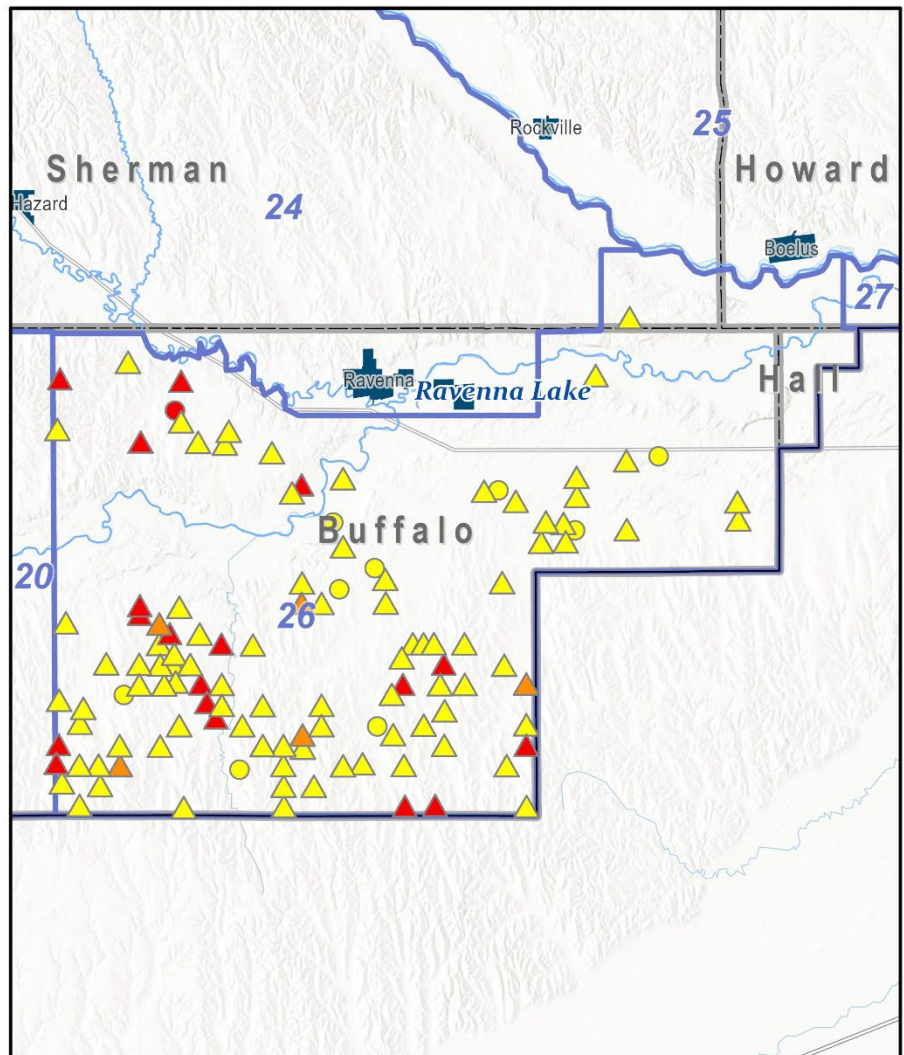 Rockville
25
Sherman
Howard
Hazard
24
Boelus
27
Hall
Ravenna
Ravenna Lake
Buffalo
20
26